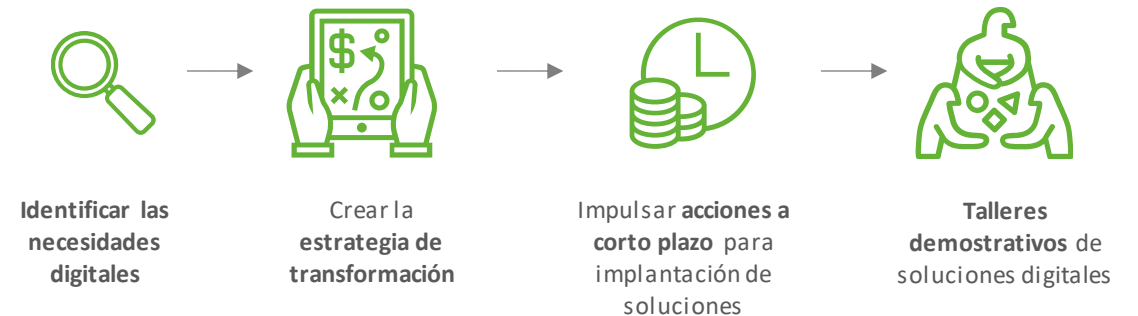 Identificar las
necesidades
digitales
Crear la
estrategia de
transformación
Impulsar acciones a
corto plazo para
implantación de
soluciones
Talleres
demostrativos de
soluciones digitales